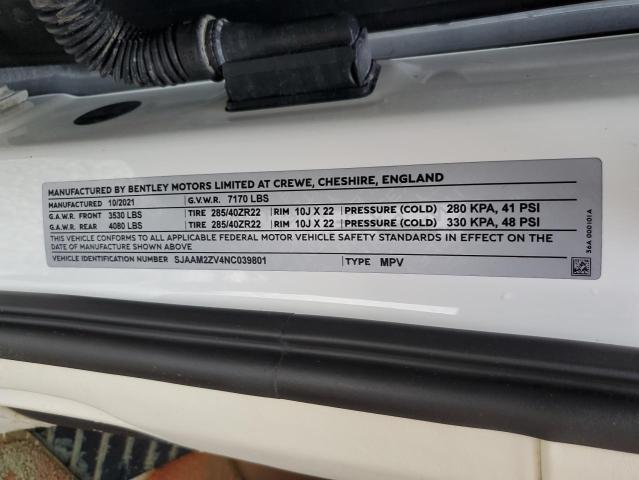 MANUFACTURED BY BENTLEY MOTORS LIMITED AT CREWE, CHESHIRE, ENGLAND
MANUFACTURED 10/2021 G.V.W.R. 7170 LBS
G.A.W.R. FRONT 3530 LBS TIRE 285/40ZR22 RIM 10J X 22 PRESSURE (COLD) 280 KPA, 41 PSI
G.A.W.R. REAR 4080 LBS TIRE 285/40ZR22 RIM 10J X 22 PRESSURE (COLD) 330 KPA, 48 PSI
THIS VEHICLE CONFORMS TO ALL APPLICABLE FEDERAL MOTOR VEHICLE SAFETY STANDARDS IN EFFECT ON THE
DATE OF MANUFACTURE SHOWN ABOVE
VEHICLE IDENTIFICATION NUMBER SJAAM2ZV4NC039801 TYPE MPV
36A 000101A